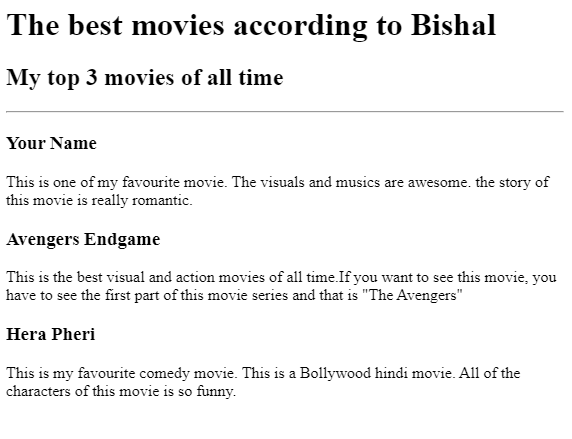 The best movies according to Bishal
My top 3 movies of all time
Your Name
This is one of my favourite movie. The visuals and musics are awesome. the story of
this movie is really romantic.
Avengers Endgame
This is the best visual and action movies of all time.If you want to see this movie, you
have to see the first part of this movie series and that is "The Avengers"
Hera Pheri
This is my favourite comedy movie. This is a Bollywood hindi movie. All of the
characters of this movie is so funny.